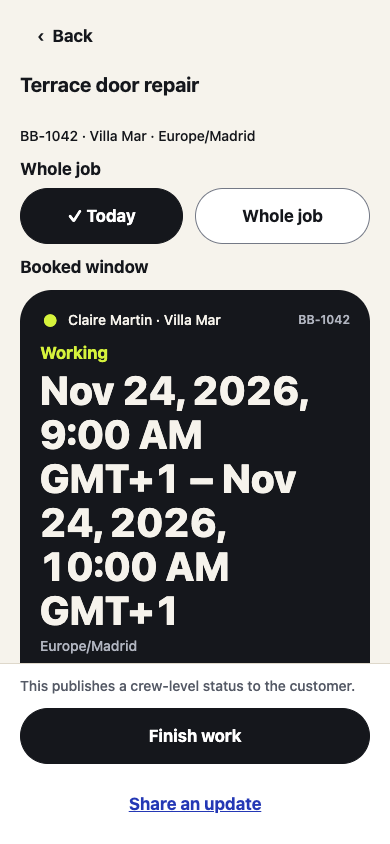 ‹ Back
Terrace door repair
BB-1042 · Villa Mar · Europe/Madrid
Whole job
✓ Today
Whole job
Booked window
Claire Martin · Villa Mar BB-1042
Working
Nov 24, 2026,
9:00 AM
GMT+1 – Nov
24, 2026,
10:00 AM
GMT+1
Europe/Madrid
This publishes a crew-level status to the customer.
Finish work
Share an update